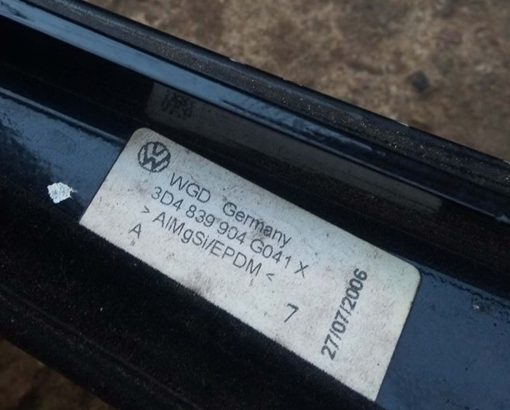 WGD Germany
3D4 839 904 G041 X
> AlMgSi/EPDM <
A
7
27/07/2006